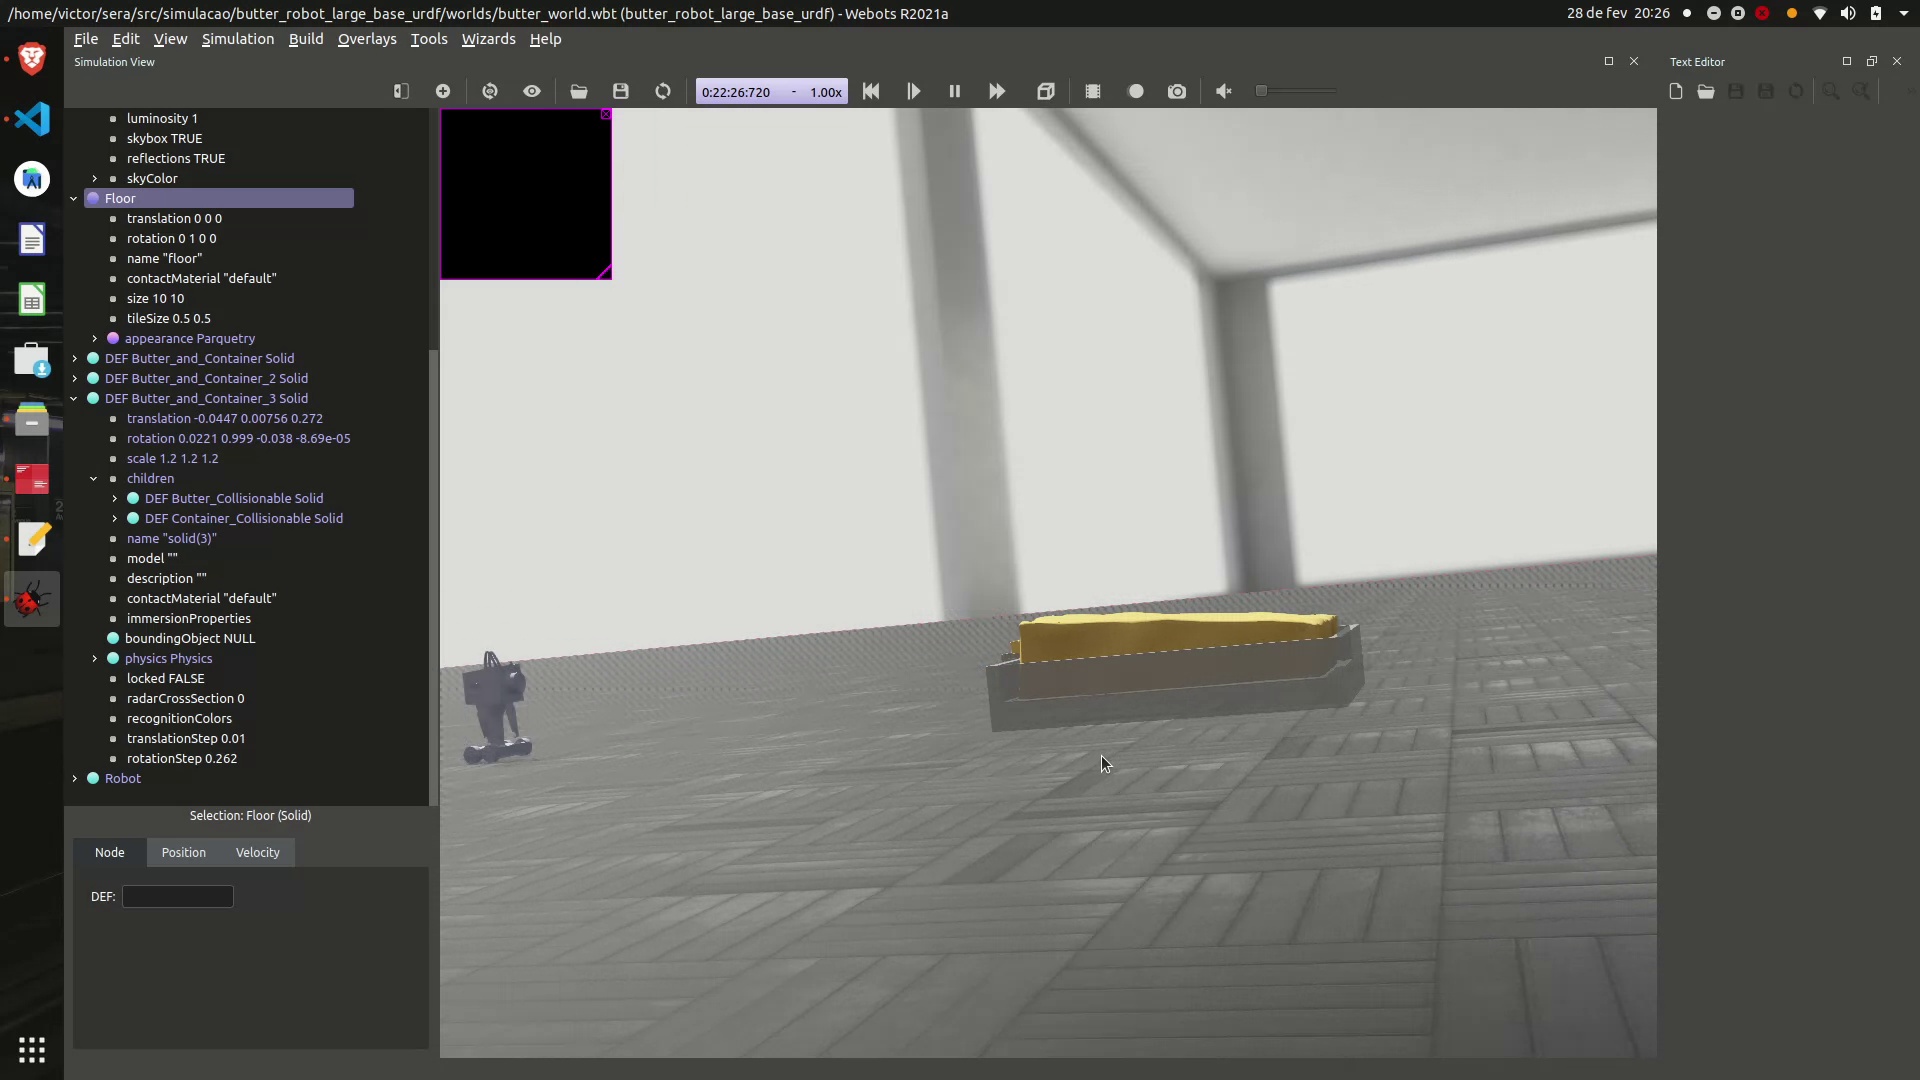 /home/victor/sera/src/simulacao/butter_robot_large_base_urdf/worlds/butter_world.wbt (butter_robot_large_base_urdf) - Webots R2021a
28 de fev 20:26
File Edit View Simulation Build Overlays Tools Wizards Help
Simulation View
Text Editor
0:22:26:720 - 1.00x
luminosity 1
skybox TRUE
reflections TRUE
skyColor
Floor
translation 0 0 0
rotation 0 1 0 0
name "floor"
contactMaterial "default"
size 10 10
tileSize 0.5 0.5
appearance Parquetry
DEF Butter_and_Container Solid
DEF Butter_and_Container_2 Solid
DEF Butter_and_Container_3 Solid
translation -0.0447 0.00756 0.272
rotation 0.0221 0.999 -0.038 -8.69e-05
scale 1.2 1.2 1.2
children
DEF Butter_Collisionable Solid
DEF Container_Collisionable Solid
name "solid(3)"
model ""
description ""
contactMaterial "default"
immersionProperties
boundingObject NULL
physics Physics
locked FALSE
radarCrossSection 0
recognitionColors
translationStep 0.01
rotationStep 0.262
Robot
Selection: Floor (Solid)
Node Position Velocity
DEF: